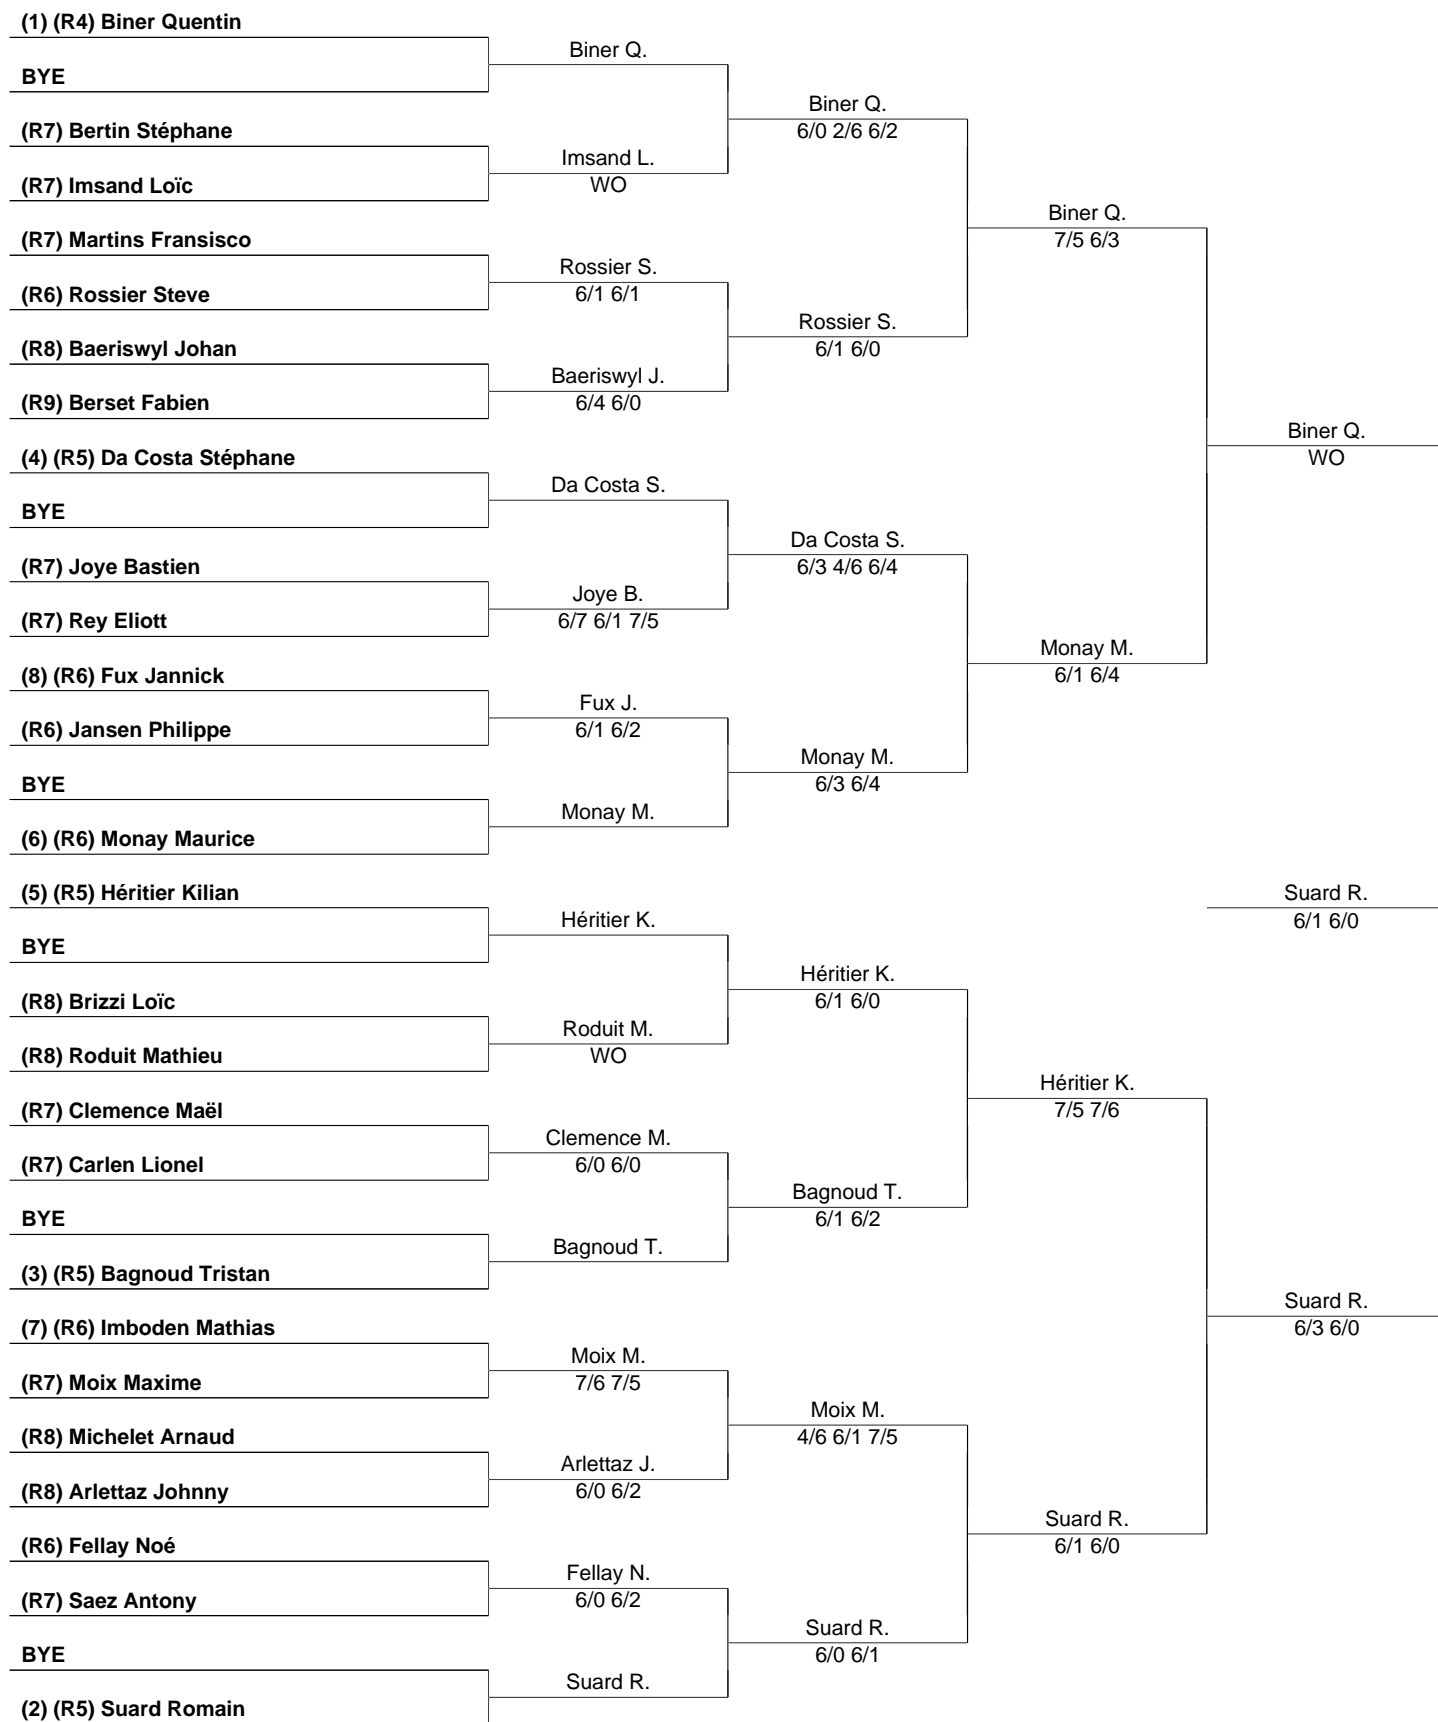 (1) (R4) Biner Quentin
Biner Q.
BYE
Biner Q.
6/0 2/6 6/2
(R7) Bertin Stéphane
Imsand L.
WO
(R7) Imsand Loïc
Biner Q.
7/5 6/3
(R7) Martins Fransisco
Rossier S.
6/1 6/1
(R6) Rossier Steve
Rossier S.
6/1 6/0
(R8) Baeriswyl Johan
Baeriswyl J.
6/4 6/0
(R9) Berset Fabien
Biner Q.
WO
(4) (R5) Da Costa Stéphane
Da Costa S.
BYE
Da Costa S.
6/3 4/6 6/4
(R7) Joye Bastien
Joye B.
6/7 6/1 7/5
(R7) Rey Eliott
Monay M.
6/1 6/4
(8) (R6) Fux Jannick
Fux J.
6/1 6/2
(R6) Jansen Philippe
Monay M.
6/3 6/4
BYE
Monay M.
(6) (R6) Monay Maurice
(5) (R5) Héritier Kilian
Suard R.
6/1 6/0
Héritier K.
BYE
Héritier K.
6/1 6/0
(R8) Brizzi Loïc
Roduit M.
WO
(R8) Roduit Mathieu
Héritier K.
7/5 7/6
(R7) Clemence Maël
Clemence M.
6/0 6/0
(R7) Carlen Lionel
Bagnoud T.
6/1 6/2
BYE
Bagnoud T.
(3) (R5) Bagnoud Tristan
Suard R.
6/3 6/0
(7) (R6) Imboden Mathias
Moix M.
7/6 7/5
(R7) Moix Maxime
Moix M.
4/6 6/1 7/5
(R8) Michelet Arnaud
Arlettaz J.
6/0 6/2
(R8) Arlettaz Johnny
Suard R.
6/1 6/0
(R6) Fellay Noé
Fellay N.
6/0 6/2
(R7) Saez Antony
Suard R.
6/0 6/1
BYE
Suard R.
(2) (R5) Suard Romain